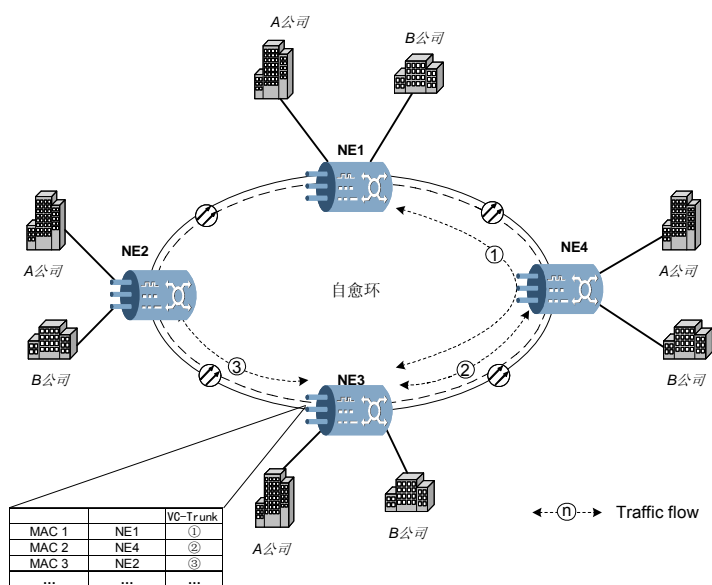 A公司
B公司
NE1
NE2
NE4
A公司
A公司
①
自愈环
B公司
B公司
③
②
NE3
A公司
B公司
n Traffic flow
VC-Trunk
MAC 1 NE1 ①
MAC 2 NE4 ②
MAC 3 NE2 ③
... ... ...